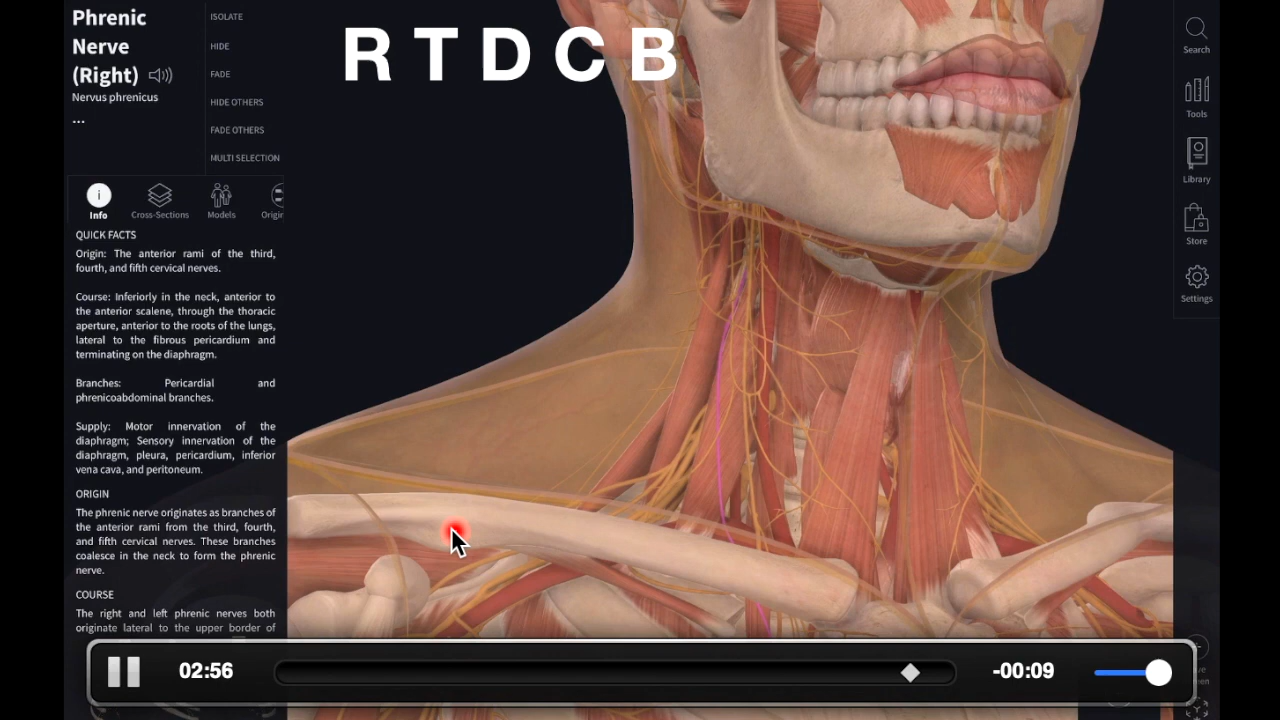 Phrenic
Nerve
(Right)
Nervus phrenicus
...
ISOLATE
HIDE
FADE
HIDE OTHERS
FADE OTHERS
MULTI SELECTION
R T D C B
Info
Cross-Sections
Models
QUICK FACTS
Origin: The anterior rami of the third,
fourth, and fifth cervical nerves.
Course: Inferiorly in the neck, anterior to
the anterior scalene, through the thoracic
aperture, anterior to the roots of the lungs,
lateral to the fibrous pericardium and
terminating on the diaphragm.
Branches: Pericardial and
phrenicoabdominal branches.
Supply: Motor innervation of the
diaphragm; Sensory innervation of the
diaphragm, pleura, pericardium, inferior
vena cava, and peritoneum.
ORIGIN
The phrenic nerve originates as branches of
the anterior rami from the third, fourth,
and fifth cervical nerves. These branches
coalesce in the neck to form the phrenic
nerve.
COURSE
The right and left phrenic nerves both
originate lateral to the upper border of
Search
Tools
Library
Store
Settings
02:56
-00:09